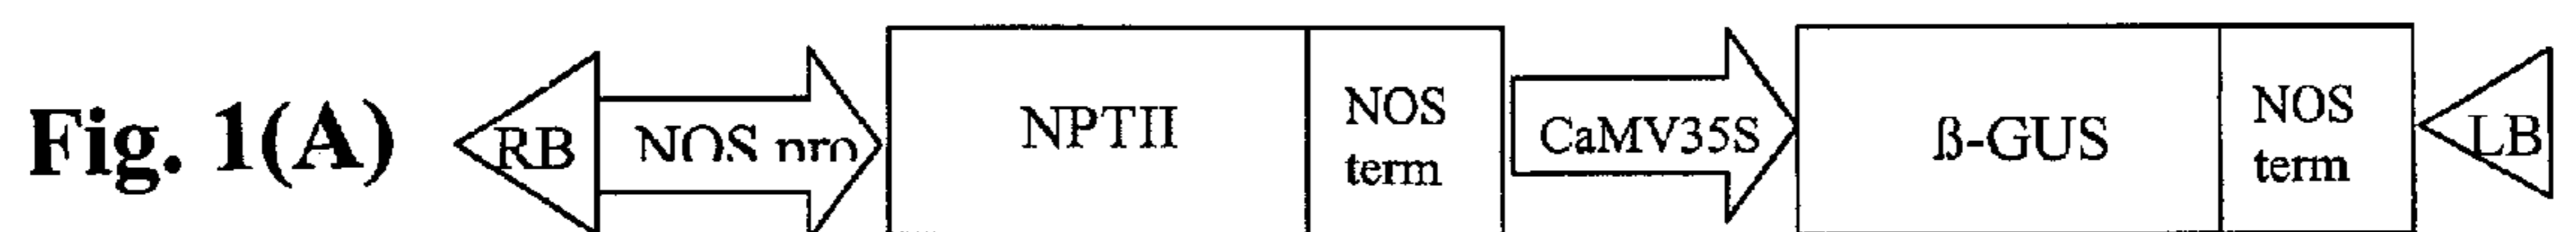 Fig. 1(A)
RB
NOS pro
NPTII
NOS
term
CaMV35S
ß-GUS
NOS
term
LB